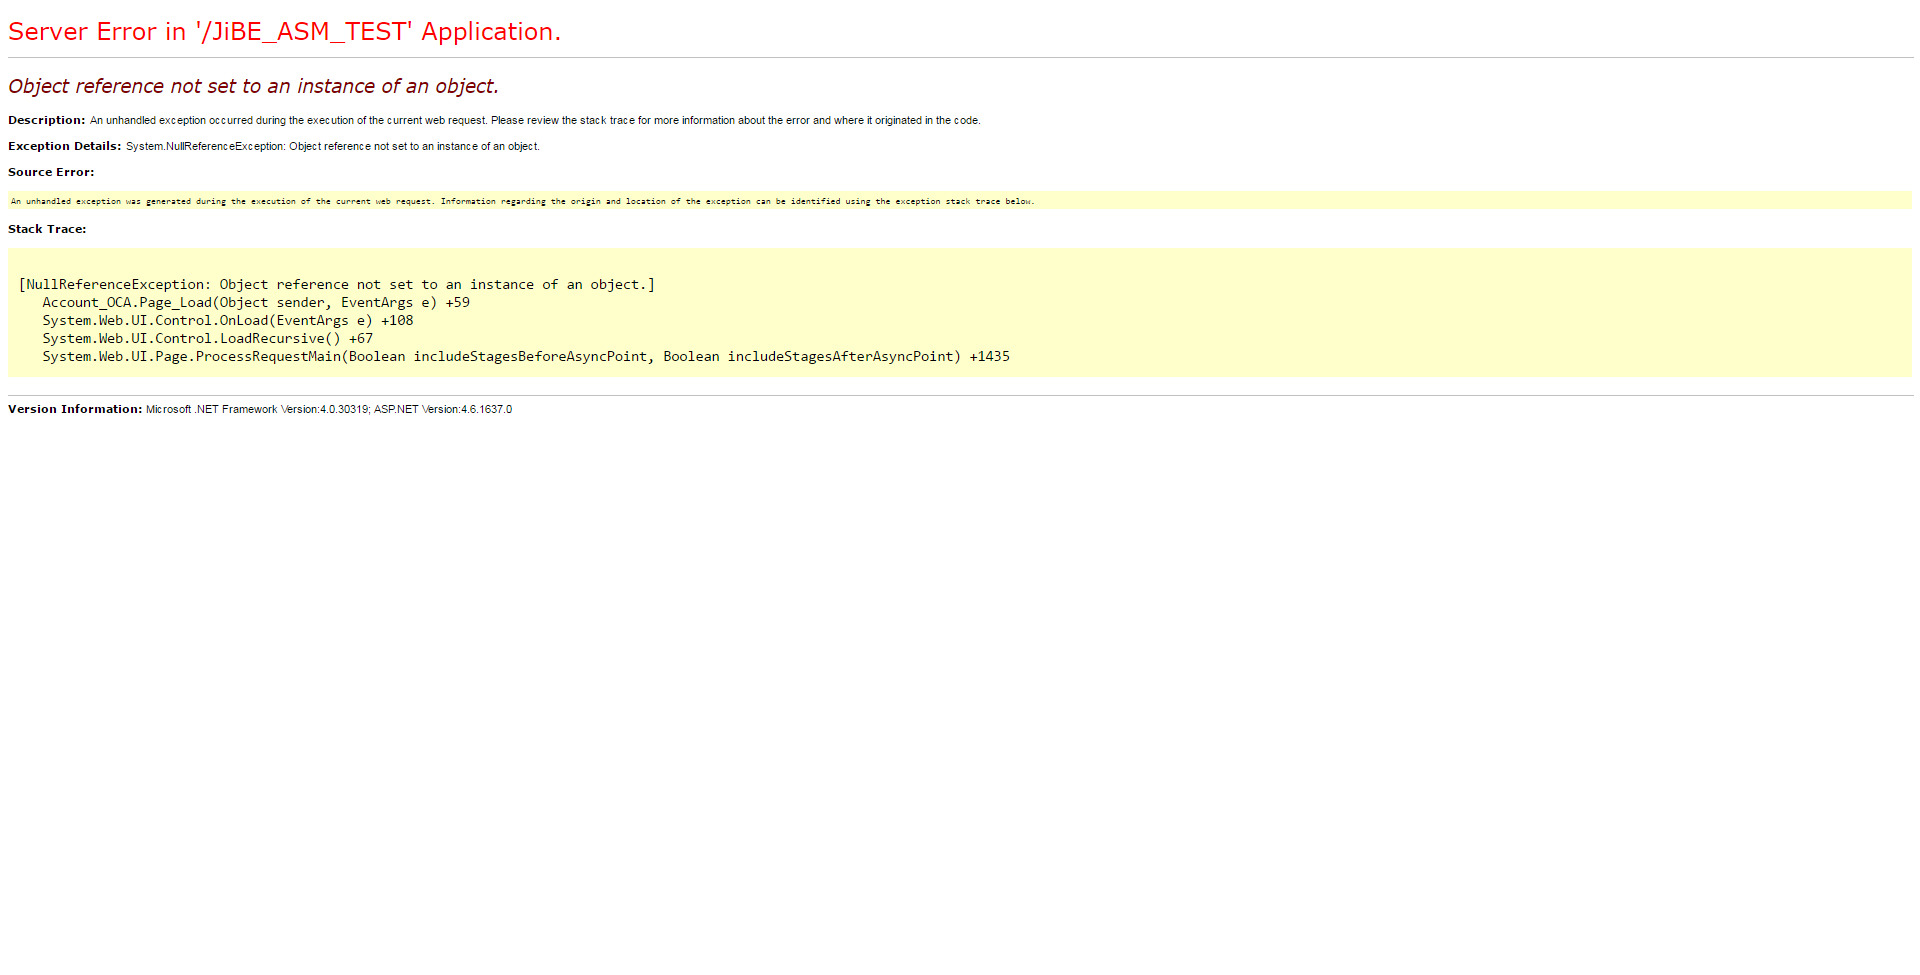 Server Error in '/JiBE_ASM_TEST' Application.
Object reference not set to an instance of an object.
Description: An unhandled exception occurred during the execution of the current web request. Please review the stack trace for more information about the error and where it originated in the code.
Exception Details: System.NullReferenceException: Object reference not set to an instance of an object.
Source Error:
An unhandled exception was generated during the execution of the current web request. Information regarding the origin and location of the exception can be identified using the exception stack trace below.
Stack Trace:
[NullReferenceException: Object reference not set to an instance of an object.]
Account_OCA.Page_Load(Object sender, EventArgs e) +59
System.Web.UI.Control.OnLoad(EventArgs e) +108
System.Web.UI.Control.LoadRecursive() +67
System.Web.UI.Page.ProcessRequestMain(Boolean includeStagesBeforeAsyncPoint, Boolean includeStagesAfterAsyncPoint) +1435
Version Information: Microsoft .NET Framework Version:4.0.30319; ASP.NET Version:4.6.1637.0